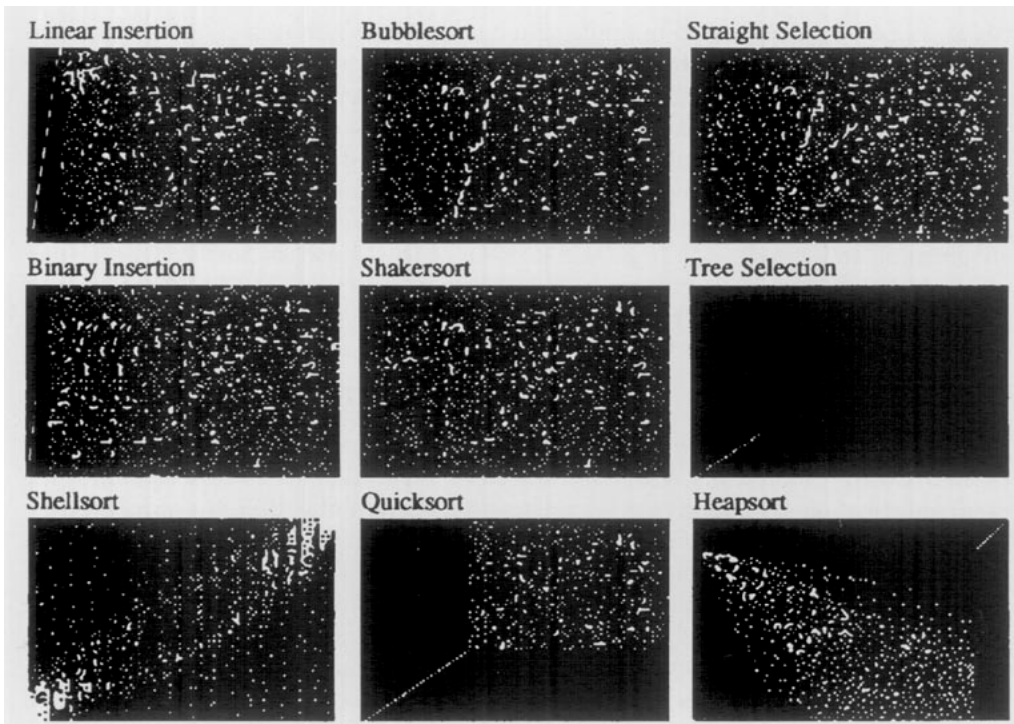 Linear Insertion
Bubblesort
Straight Selection
Binary Insertion
Shakersort
Tree Selection
Shellsort
Quicksort
Heapsort